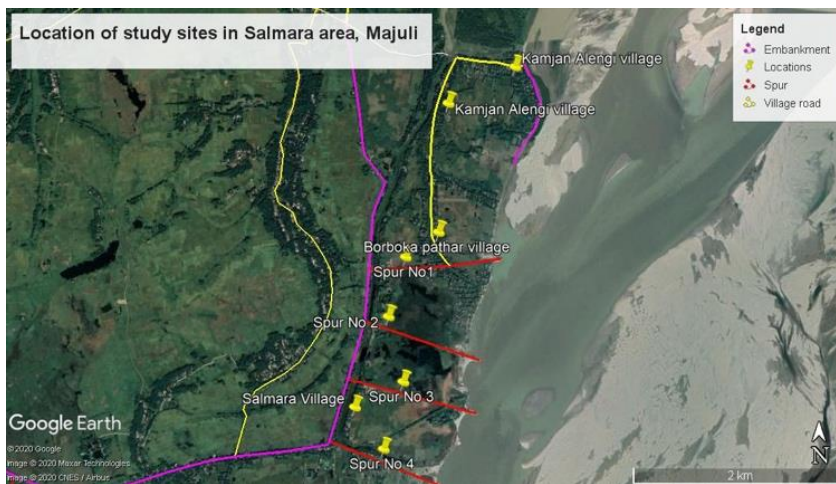 Location of study sites in Salmara area, Majuli
Legend
Embankment
Locations
Spur
Village road
Kamjan Alengi village
Kamjan Alengi village
Borboka pathar village
Spur No1
Spur No 2
Salmara Village
Spur No 3
Spur No 4
Google Earth
©2020 Google
Image © 2020 Maxar Technologies
Image © 2020 CNES / Airbus
N
2 km